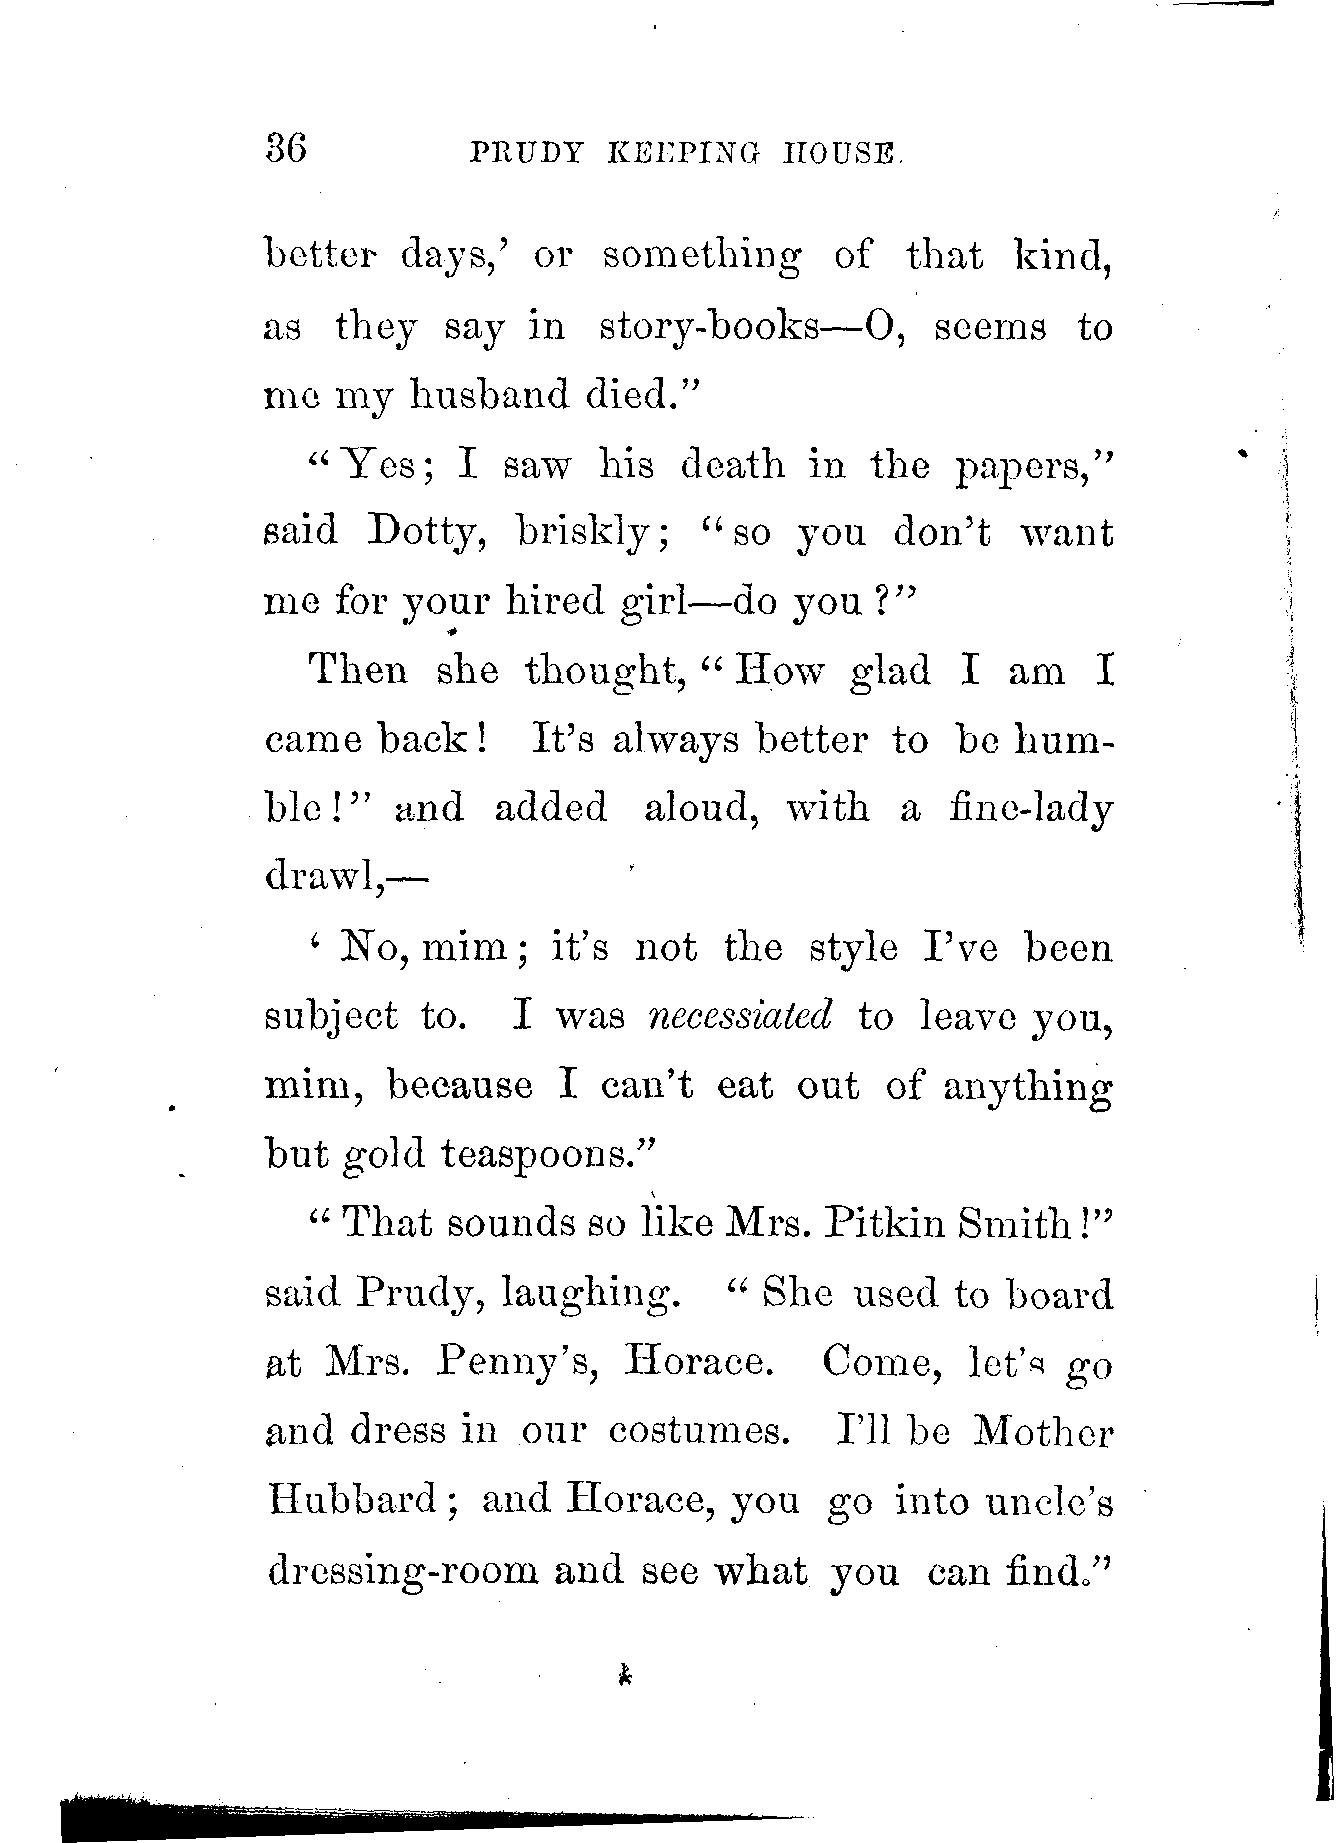 36 PRUDY KEEPING HOUSE.
better days,’ or something of that kind,
as they say in story-books—O, seems to
me my husband died.”
“Yes; I saw his death in the papers,”
said Dotty, briskly; “so you don’t want
me for your hired girl—do you?”
Then she thought, “How glad I am I
came back! It’s always better to be hum-
ble!” and added aloud, with a fine-lady
drawl,—
‘ No, mim; it’s not the style I’ve been
subject to. I was necessiated to leave you,
mim, because I can’t eat out of anything
but gold teaspoons.”
“That sounds so like Mrs. Pitkin Smith!”
said Prudy, laughing. “She used to board
at Mrs. Penny’s, Horace. Come, let’s go
and dress in our costumes. I’ll be Mother
Hubbard; and Horace, you go into uncle’s
dressing-room and see what you can find.”